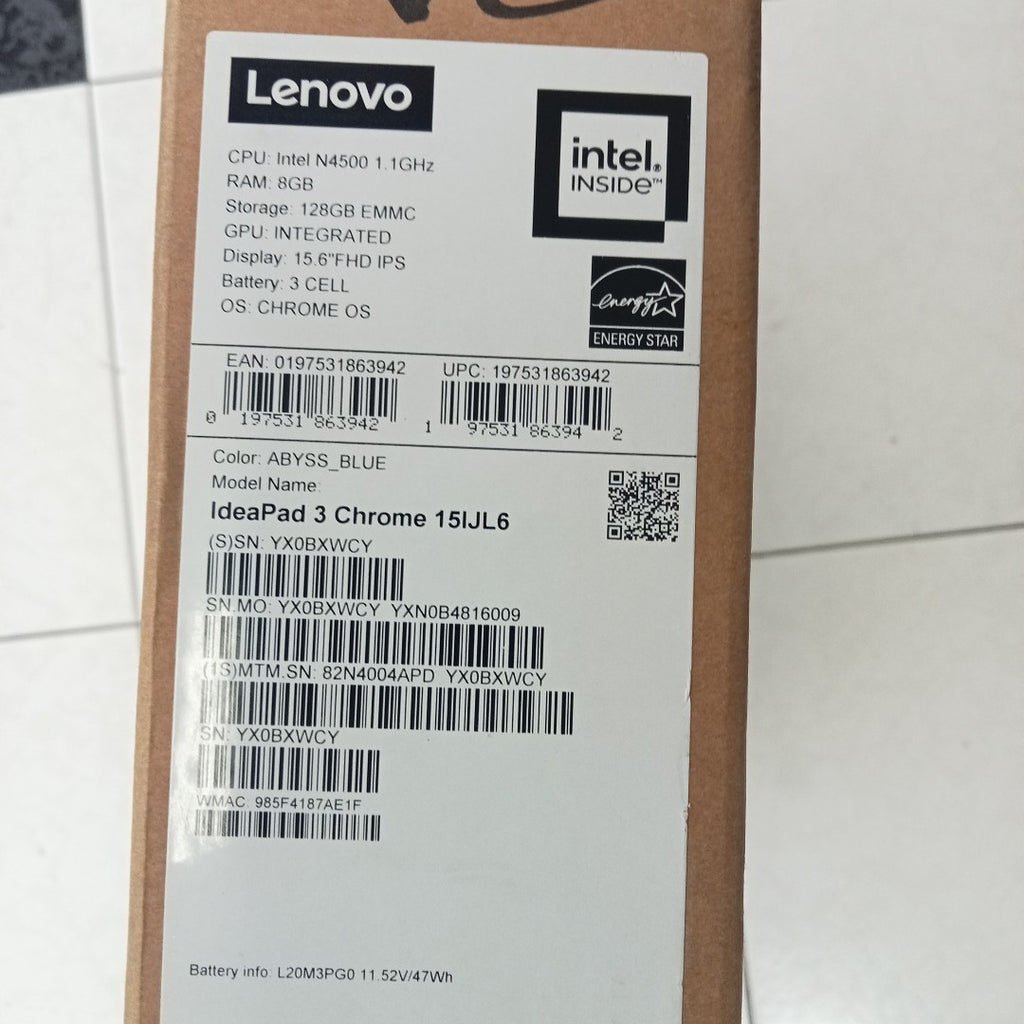 Lenovo
CPU: Intel N4500 1.1GHz
RAM: 8GB
Storage: 128GB EMMC
GPU: INTEGRATED
Display: 15.6"FHD IPS
Battery: 3 CELL
OS: CHROME OS
intel®
INSIDE™
energy
ENERGY STAR
EAN: 0197531863942
0 197531 863942
UPC: 197531863942
1 97531 86394 2
Color: ABYSS_BLUE
Model Name:
IdeaPad 3 Chrome 15IJL6
(S)SN: YX0BXWCY
SN.MO: YX0BXWCY YXN0B4816009
(1S)MTM.SN: 82N4004APD YX0BXWCY
SN: YX0BXWCY
WMAC: 985F4187AE1F
Battery info: L20M3PG0 11.52V/47Wh